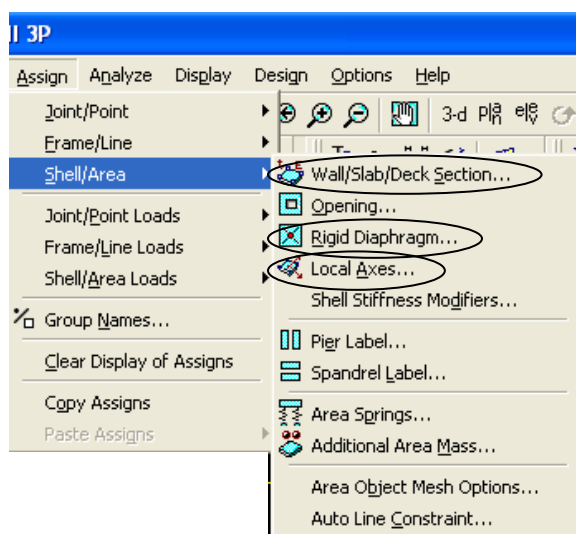 ll 3P
Assign Analyze Display Design Options Help
Joint/Point
Frame/Line
Shell/Area
Joint/Point Loads
Frame/Line Loads
Shell/Area Loads
Group Names...
Clear Display of Assigns
Copy Assigns
Paste Assigns
3-d
Wall/Slab/Deck Section...
Opening...
Rigid Diaphragm...
Local Axes...
Shell Stiffness Modifiers...
Pier Label...
Spandrel Label...
Area Springs...
Additional Area Mass...
Area Object Mesh Options...
Auto Line Constraint...